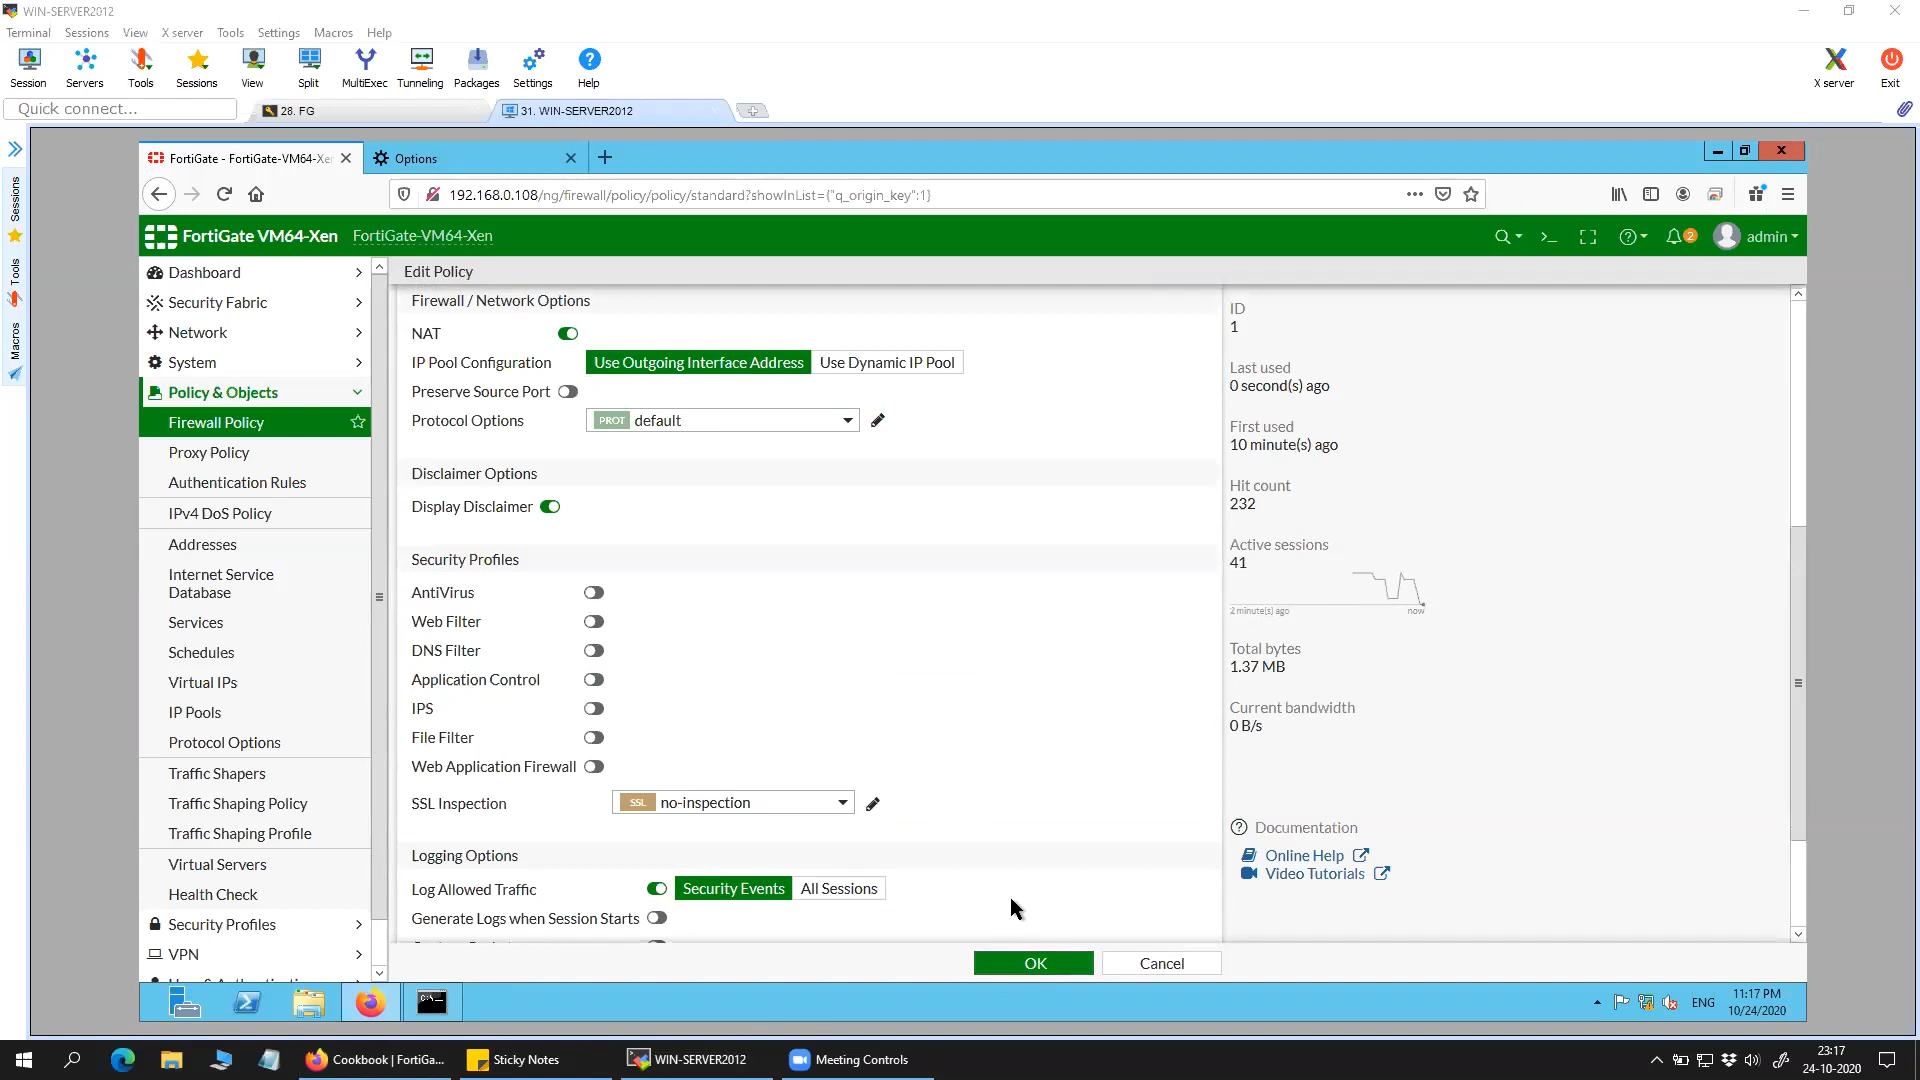 WIN-SERVER2012
Terminal Sessions View X server Tools Settings Macros Help
Session Servers Tools Sessions View Split MultiExec Tunneling Packages Settings Help X server Exit
Quick connect... 28. FG 31. WIN-SERVER2012
Sessions
Tools
Macros
FortiGate - FortiGate-VM64-Xen Options
192.168.0.108/ng/firewall/policy/policy/standard?showInList={"q_origin_key":1}
FortiGate VM64-Xen FortiGate-VM64-Xen 2 admin
Dashboard
Security Fabric
Network
System
Policy & Objects
Firewall Policy
Proxy Policy
Authentication Rules
IPv4 DoS Policy
Addresses
Internet Service
Database
Services
Schedules
Virtual IPs
IP Pools
Protocol Options
Traffic Shapers
Traffic Shaping Policy
Traffic Shaping Profile
Virtual Servers
Health Check
Security Profiles
VPN
Edit Policy
Firewall / Network Options
NAT
IP Pool Configuration Use Outgoing Interface Address Use Dynamic IP Pool
Preserve Source Port
Protocol Options PROT default
Disclaimer Options
Display Disclaimer
Security Profiles
AntiVirus
Web Filter
DNS Filter
Application Control
IPS
File Filter
Web Application Firewall
SSL Inspection SSL no-inspection
Logging Options
Log Allowed Traffic Security Events All Sessions
Generate Logs when Session Starts
OK Cancel
ID
1
Last used
0 second(s) ago
First used
10 minute(s) ago
Hit count
232
Active sessions
41
2 minute(s) ago now
Total bytes
1.37 MB
Current bandwidth
0 B/s
Documentation
Online Help
Video Tutorials
ENG 11:17 PM
10/24/2020
Cookbook | FortiGa... Sticky Notes WIN-SERVER2012 Meeting Controls 23:17
24-10-2020